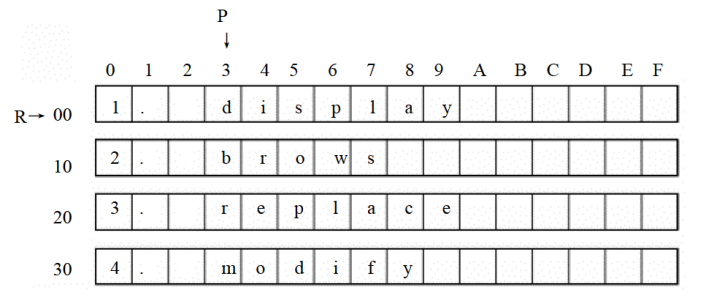 P
↓
0 1 2 3 4 5 6 7 8 9 A B C D E F
R→ 00 1 . d i s p l a y
10 2 . b r o w s
20 3 . r e p l a c e
30 4 . m o d i f y